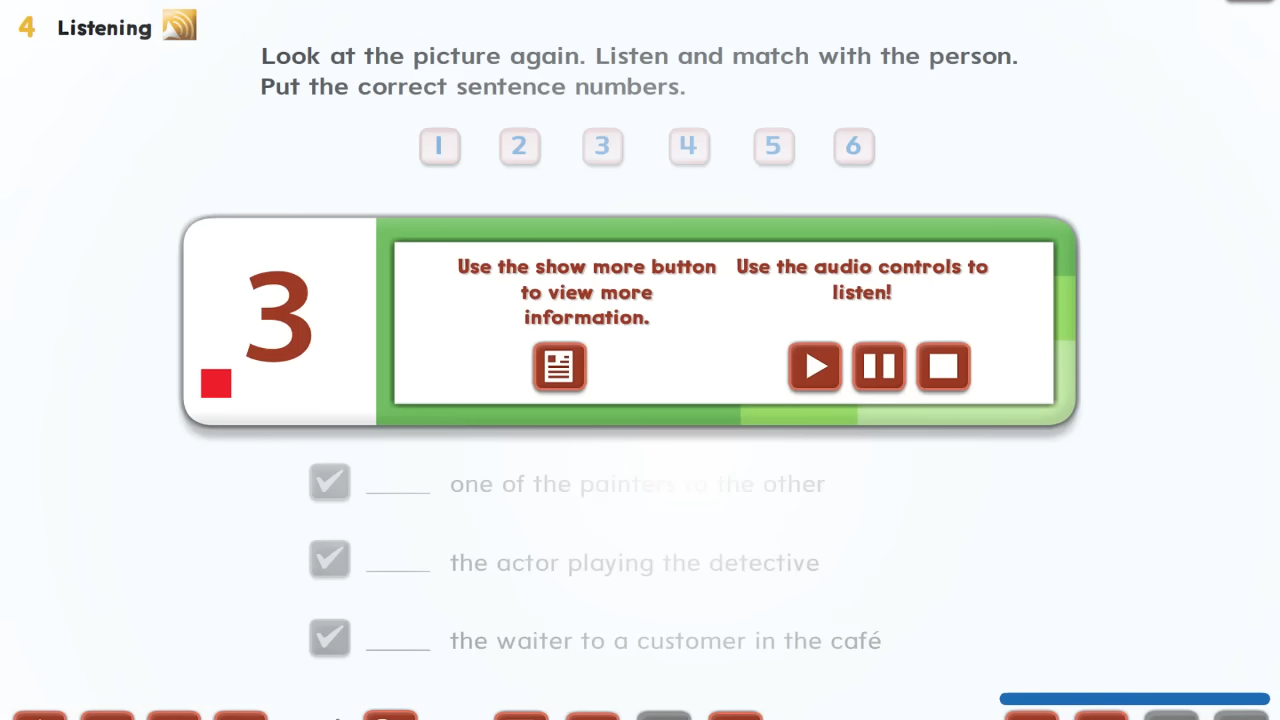 4 Listening
Look at the picture again. Listen and match with the person.
Put the correct sentence numbers.
1 2 3 4 5 6
3
Use the show more button
to view more
information.
Use the audio controls to
listen!
_____ one of the painters to the other
_____ the actor playing the detective
_____ the waiter to a customer in the café